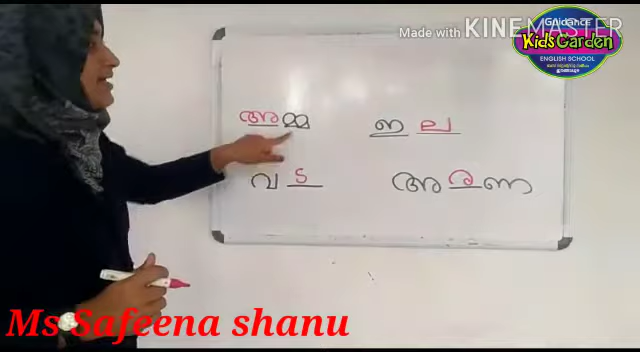 Made with KINEMASTER
Guidance
Kids Garden
ENGLISH SCHOOL
അമ്മ ഇല
വട അരണ
Ms Safeena shanu